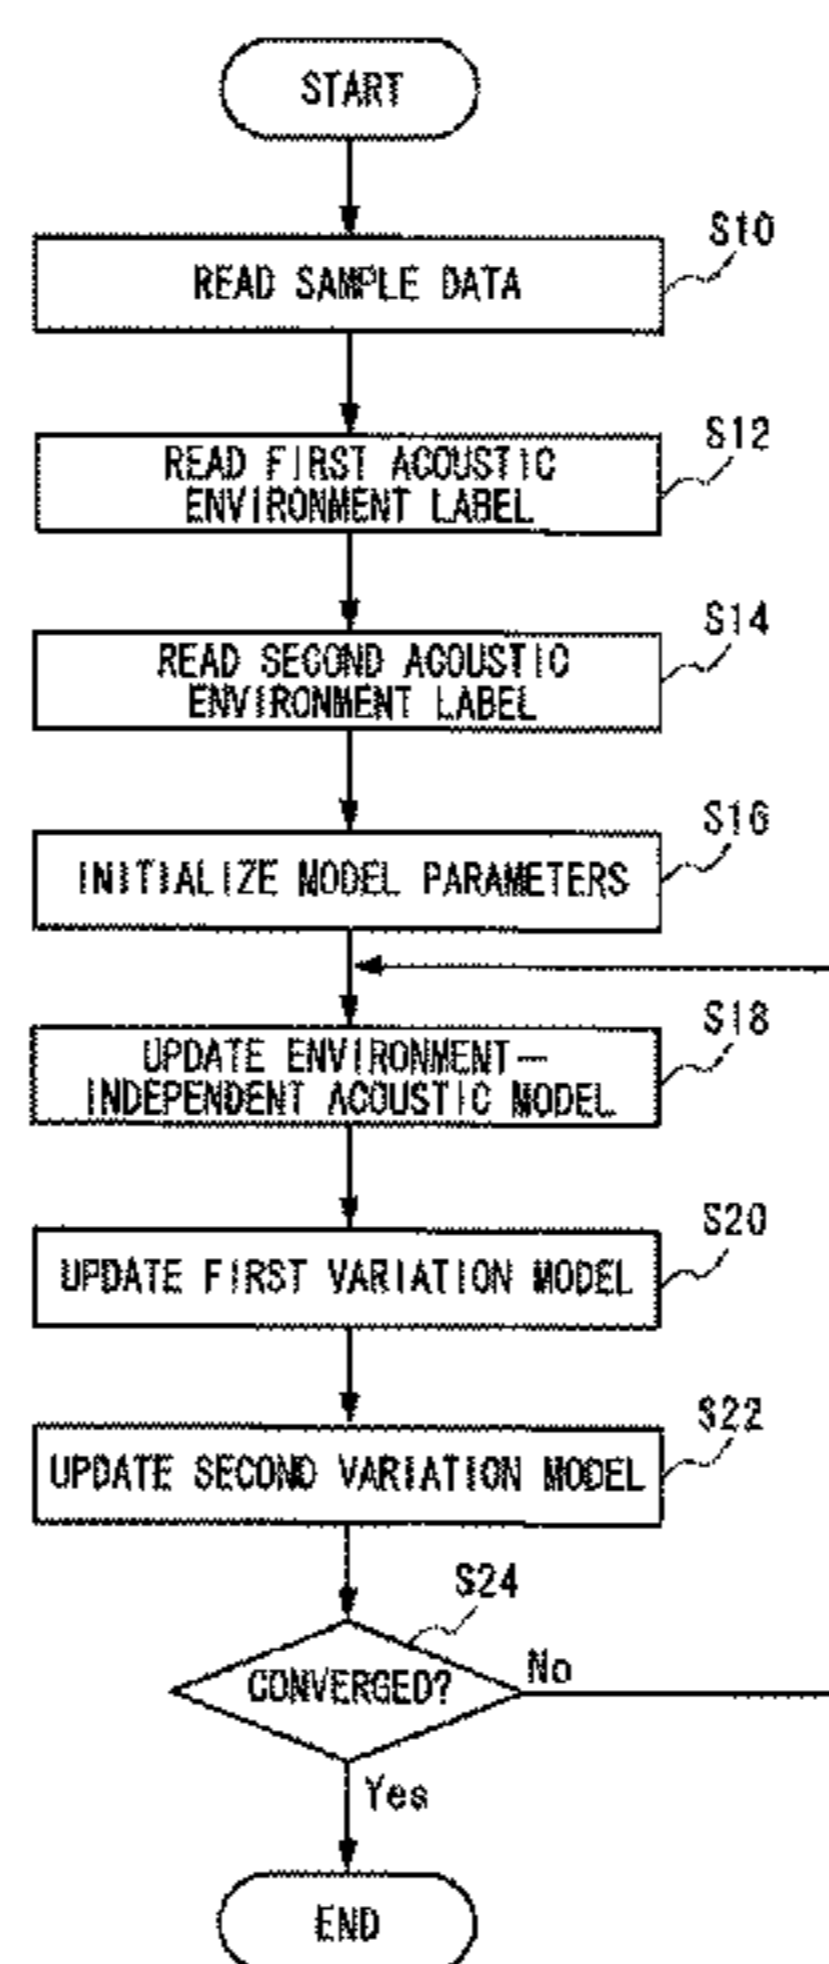 START
S10
READ SAMPLE DATA
S12
READ FIRST ACOUSTIC
ENVIRONMENT LABEL
S14
READ SECOND ACOUSTIC
ENVIRONMENT LABEL
S16
INITIALIZE MODEL PARAMETERS
S18
UPDATE ENVIRONMENT-
INDEPENDENT ACOUSTIC MODEL
S20
UPDATE FIRST VARIATION MODEL
S22
UPDATE SECOND VARIATION MODEL
S24
CONVERGED?
No
Yes
END